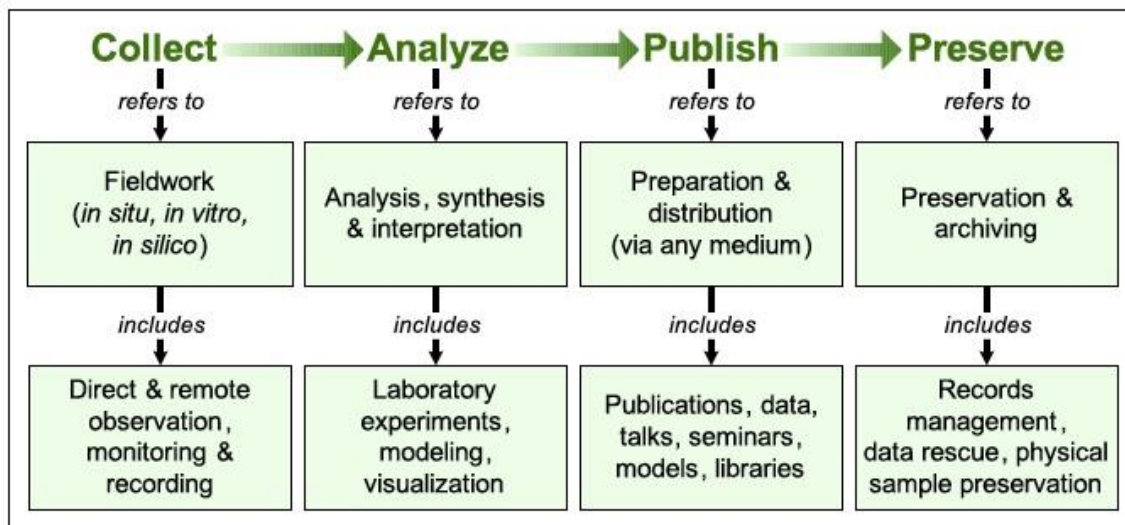 Collect
Analyze
Publish
Preserve
refers to
refers to
refers to
refers to
Fieldwork
(in situ, in vitro,
in silico)
Analysis, synthesis
& interpretation
Preparation &
distribution
(via any medium)
Preservation &
archiving
includes
includes
includes
includes
Direct & remote
observation,
monitoring &
recording
Laboratory
experiments,
modeling,
visualization
Publications, data,
talks, seminars,
models, libraries
Records
management,
data rescue, physical
sample preservation